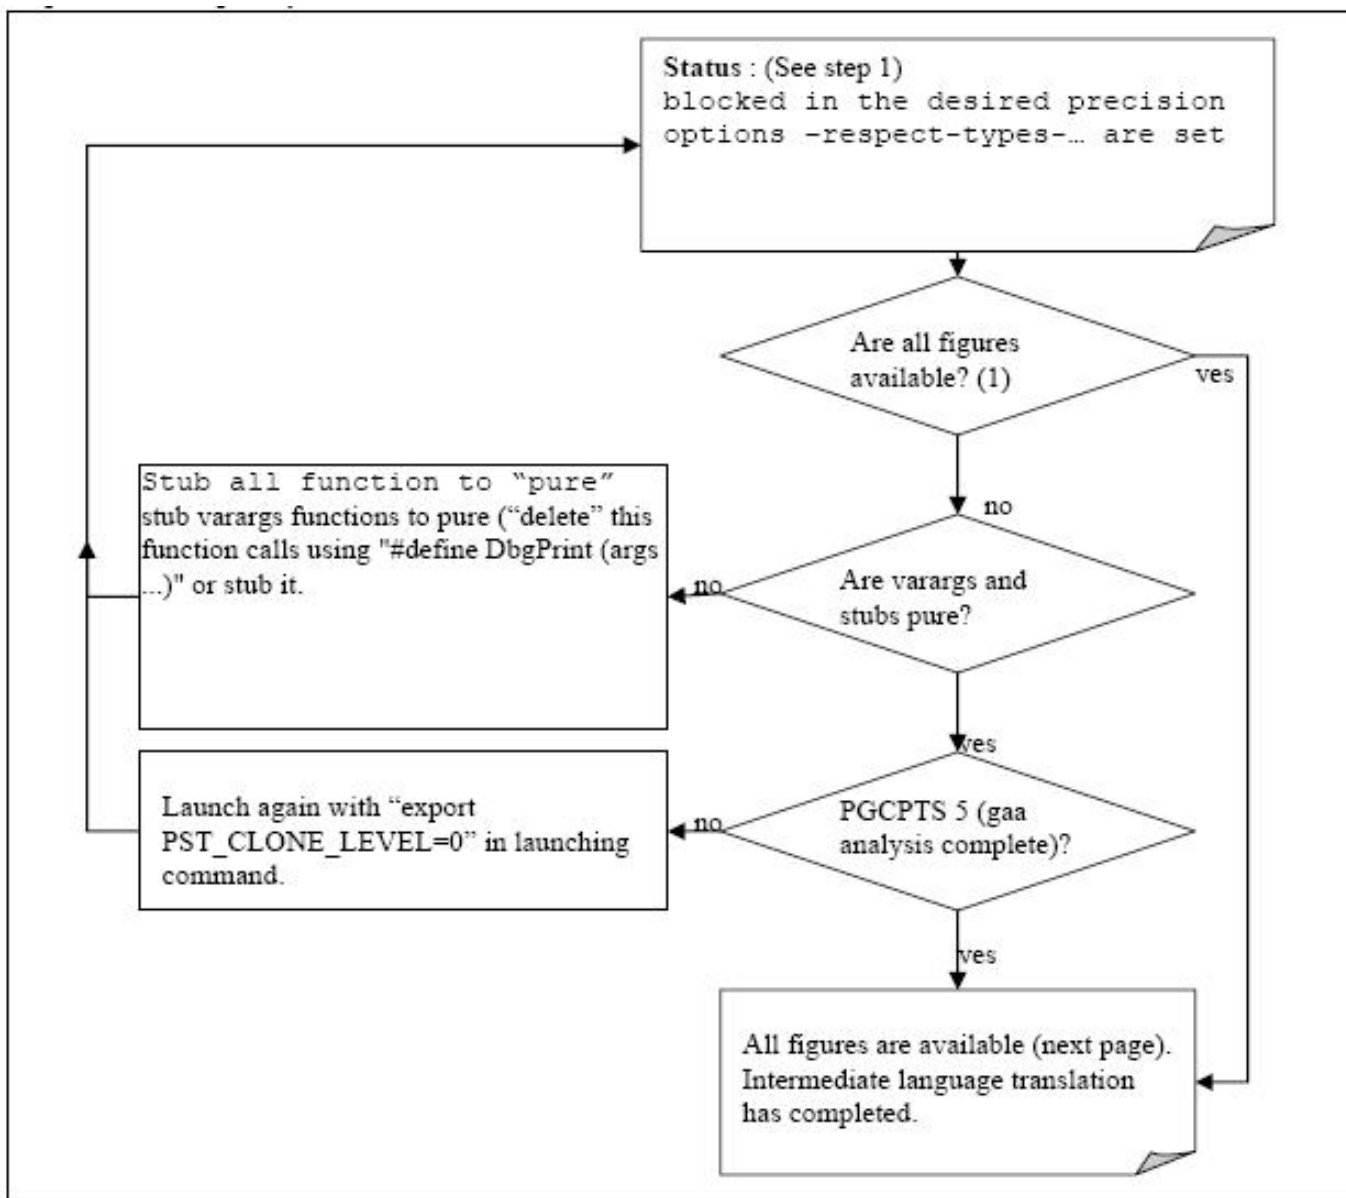 Status : (See step 1)
blocked in the desired precision
options -respect-types-… are set
Are all figures
available? (1)
yes
no
Stub all function to “pure”
stub varargs functions to pure (“delete” this
function calls using "#define DbgPrint (args
...)" or stub it.
no
Are varargs and
stubs pure?
yes
Launch again with “export
PST_CLONE_LEVEL=0” in launching
command.
no
PGCPTS 5 (gaa
analysis complete)?
yes
All figures are available (next page).
Intermediate language translation
has completed.